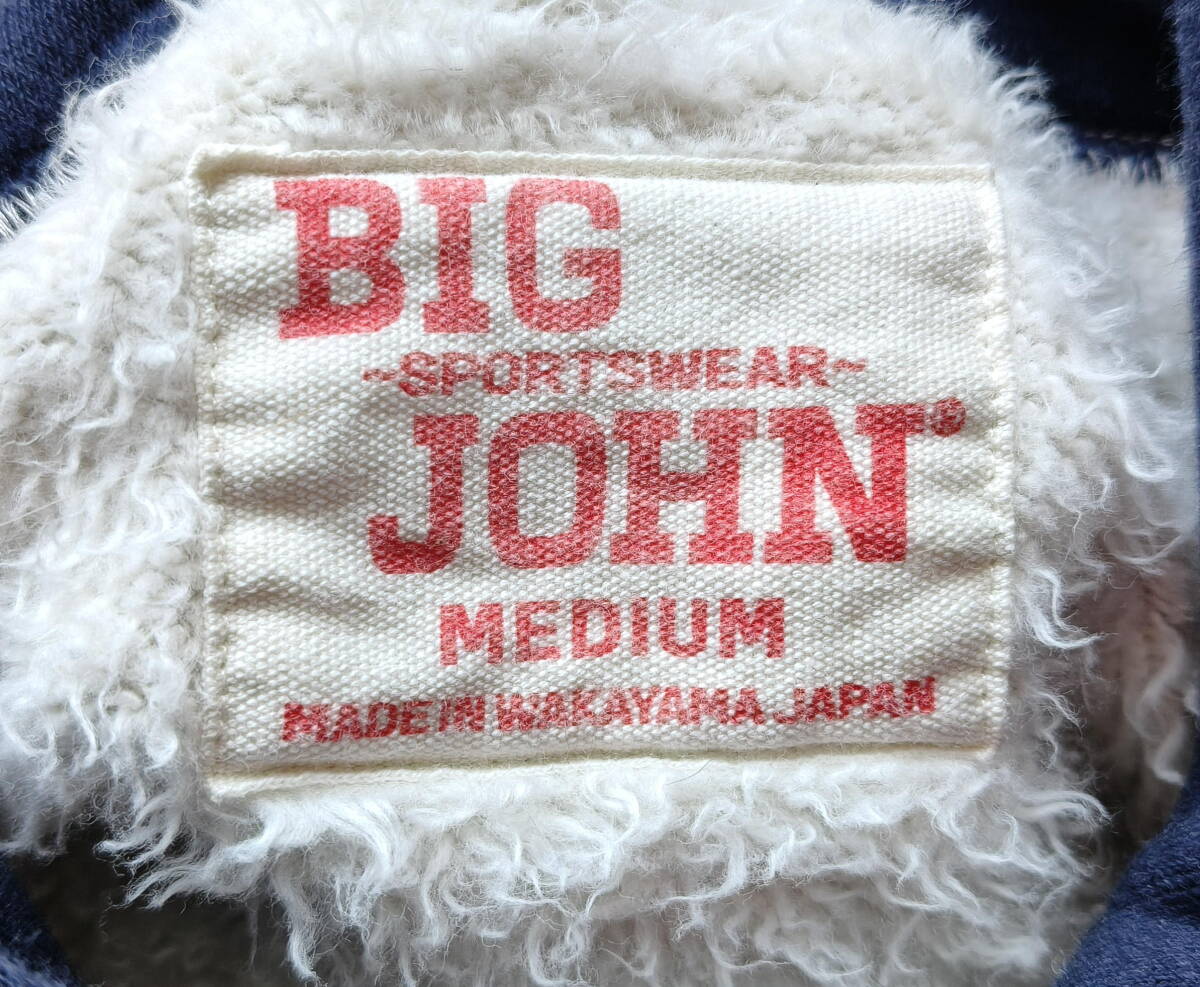 BIG
~SPORTSWEAR~
JOHN®
MEDIUM
MADE IN WAKAYAMA JAPAN